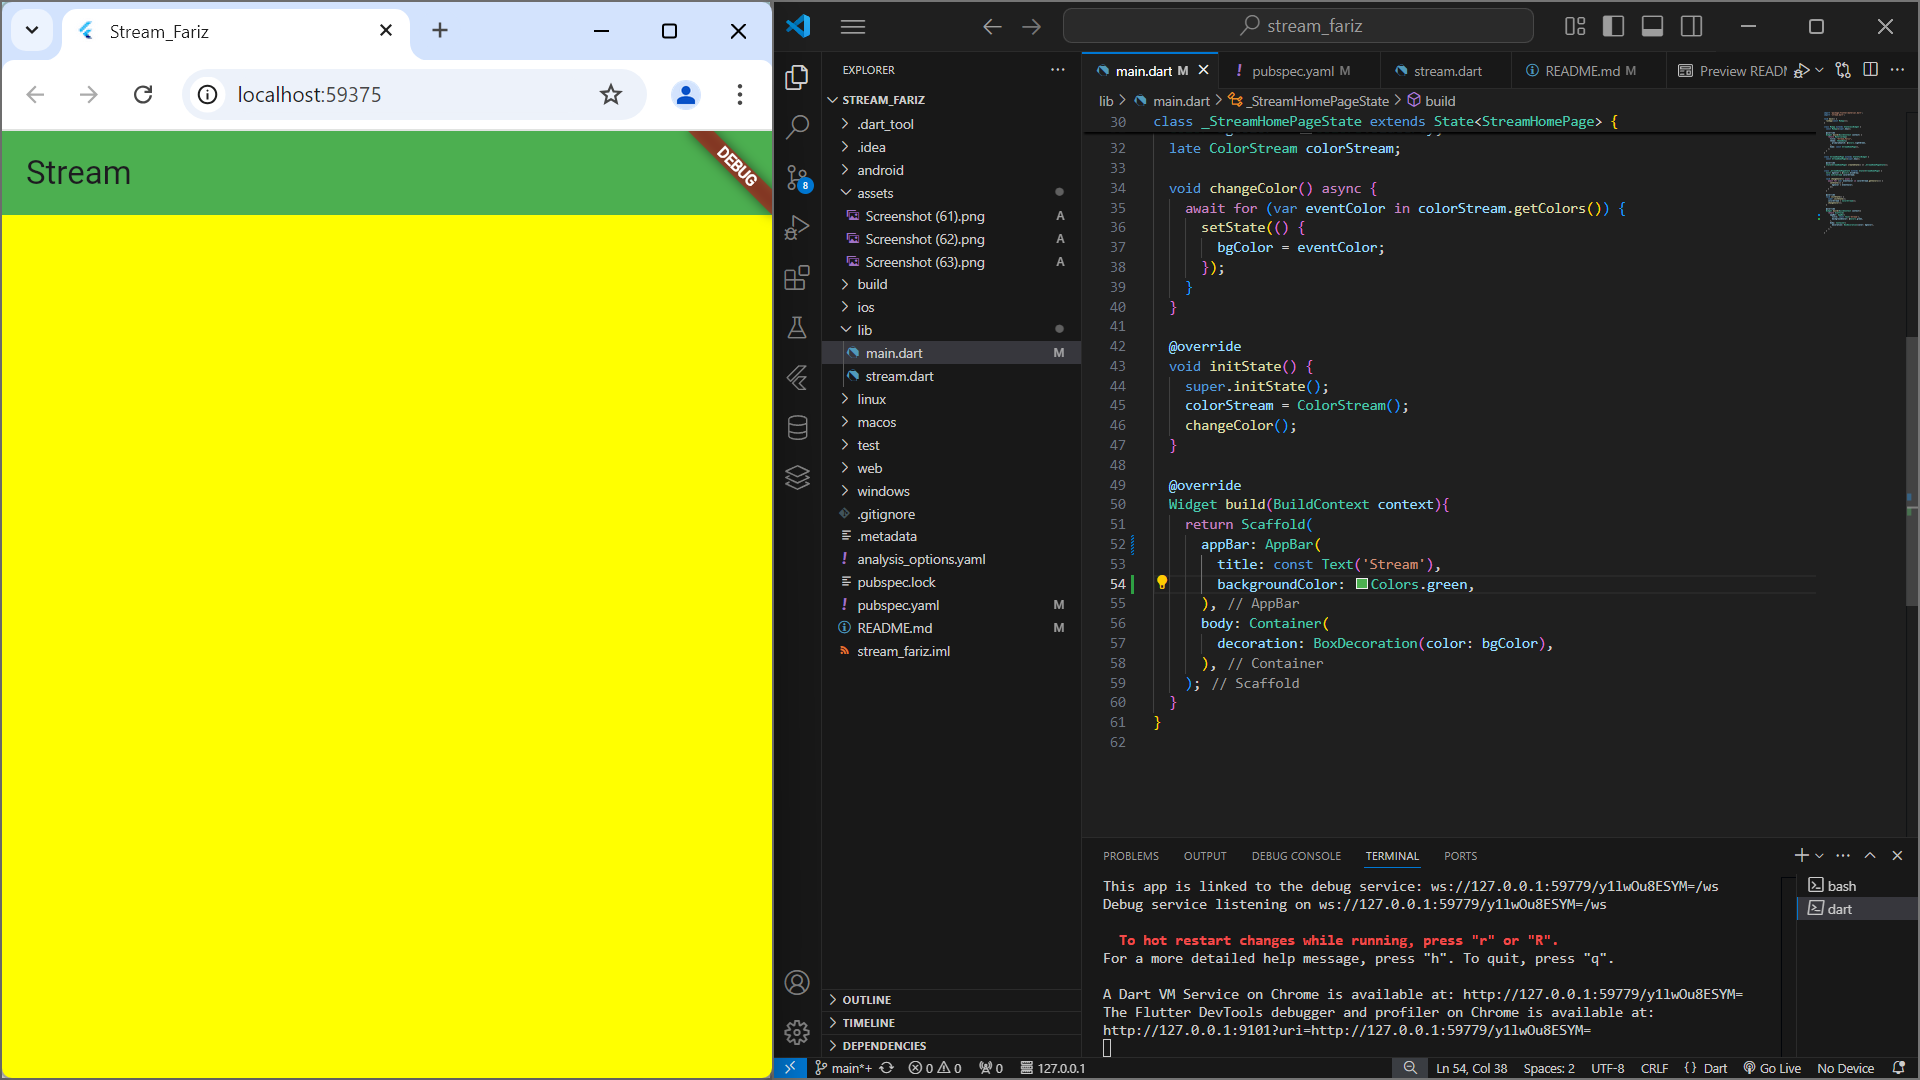 Stream_Fariz
localhost:59375
Stream
DEBUG
stream_fariz
EXPLORER
STREAM_FARIZ
.dart_tool
.idea
android
assets
Screenshot (61).png A
Screenshot (62).png A
Screenshot (63).png A
build
ios
lib
main.dart M
stream.dart
linux
macos
test
web
windows
.gitignore
.metadata
analysis_options.yaml
pubspec.lock
pubspec.yaml M
README.md M
stream_fariz.iml
OUTLINE
TIMELINE
DEPENDENCIES
8
main.dart M
pubspec.yaml M
stream.dart
README.md M
Preview READ
lib > main.dart > _StreamHomePageState > build
30 class _StreamHomePageState extends State<StreamHomePage> {
32 late ColorStream colorStream;
33
34 void changeColor() async {
35 await for (var eventColor in colorStream.getColors()) {
36 setState(() {
37 bgColor = eventColor;
38 });
39 }
40 }
41
42 @override
43 void initState() {
44 super.initState();
45 colorStream = ColorStream();
46 changeColor();
47 }
48
49 @override
50 Widget build(BuildContext context){
51 return Scaffold(
52 appBar: AppBar(
53 title: const Text('Stream'),
54 backgroundColor: Colors.green,
55 ), // AppBar
56 body: Container(
57 decoration: BoxDecoration(color: bgColor),
58 ), // Container
59 ); // Scaffold
60 }
61 }
62
PROBLEMS OUTPUT DEBUG CONSOLE TERMINAL PORTS
This app is linked to the debug service: ws://127.0.0.1:59779/y1lwOu8ESYM=/ws
Debug service listening on ws://127.0.0.1:59779/y1lwOu8ESYM=/ws
To hot restart changes while running, press "r" or "R".
For a more detailed help message, press "h". To quit, press "q".
A Dart VM Service on Chrome is available at: http://127.0.0.1:59779/y1lwOu8ESYM=
The Flutter DevTools debugger and profiler on Chrome is available at:
http://127.0.0.1:9101?uri=http://127.0.0.1:59779/y1lwOu8ESYM=
bash
dart
main*+ 0 0 0 127.0.0.1 Ln 54, Col 38 Spaces: 2 UTF-8 CRLF {} Dart Go Live No Device